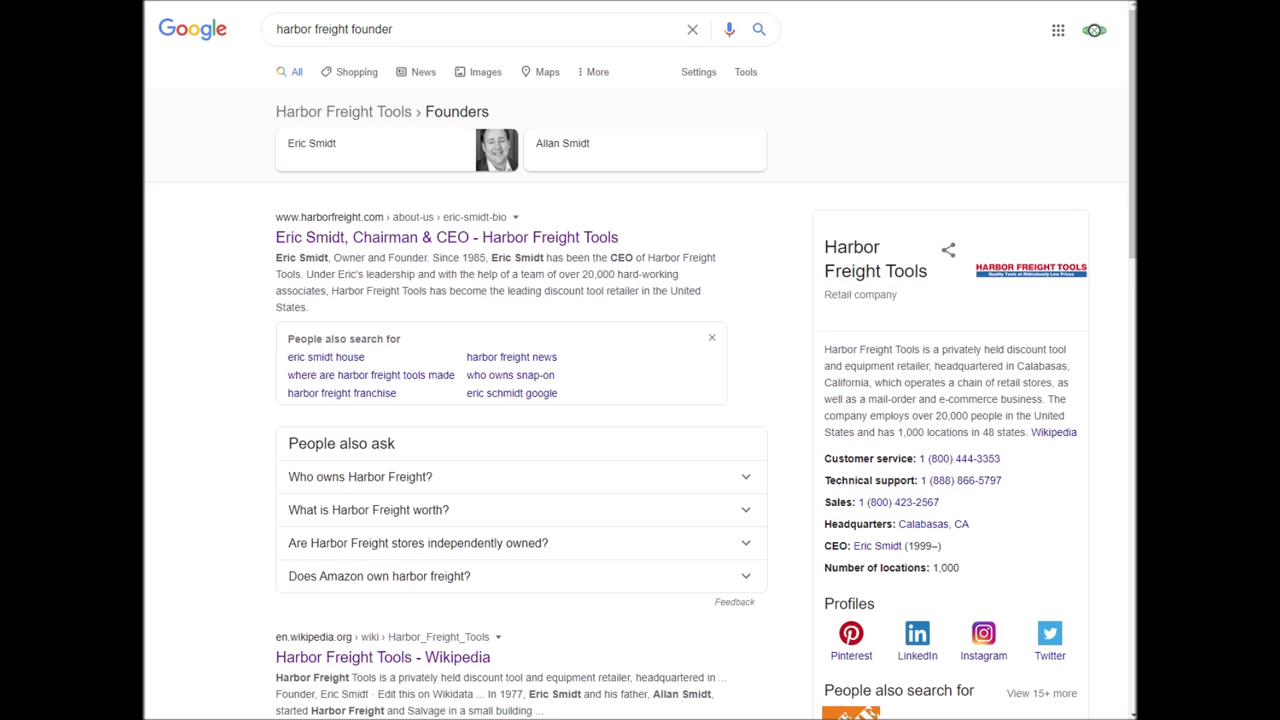 Google
harbor freight founder
All Shopping News Images Maps More Settings Tools
Harbor Freight Tools › Founders
Eric Smidt
Allan Smidt
www.harborfreight.com › about-us › eric-smidt-bio
Eric Smidt, Chairman & CEO - Harbor Freight Tools
Eric Smidt, Owner and Founder. Since 1985, Eric Smidt has been the CEO of Harbor Freight
Tools. Under Eric's leadership and with the help of a team of over 20,000 hard-working
associates, Harbor Freight Tools has become the leading discount tool retailer in the United
States.
People also search for
eric smidt house harbor freight news
where are harbor freight tools made who owns snap-on
harbor freight franchise eric schmidt google
People also ask
Who owns Harbor Freight?
What is Harbor Freight worth?
Are Harbor Freight stores independently owned?
Does Amazon own harbor freight?
Feedback
en.wikipedia.org › wiki › Harbor_Freight_Tools
Harbor Freight Tools - Wikipedia
Harbor Freight Tools is a privately held discount tool and equipment retailer, headquartered in ...
Founder, Eric Smidt · Edit this on Wikidata ... In 1977, Eric Smidt and his father, Allan Smidt,
started Harbor Freight and Salvage in a small building ...
Harbor
Freight Tools
HARBOR FREIGHT TOOLS
Quality Tools at Ridiculously Low Prices
Retail company
Harbor Freight Tools is a privately held discount tool
and equipment retailer, headquartered in Calabasas,
California, which operates a chain of retail stores, as
well as a mail-order and e-commerce business. The
company employs over 20,000 people in the United
States and has 1,000 locations in 48 states. Wikipedia
Customer service: 1 (800) 444-3353
Technical support: 1 (888) 866-5797
Sales: 1 (800) 423-2567
Headquarters: Calabasas, CA
CEO: Eric Smidt (1999–)
Number of locations: 1,000
Profiles
Pinterest LinkedIn Instagram Twitter
People also search for View 15+ more